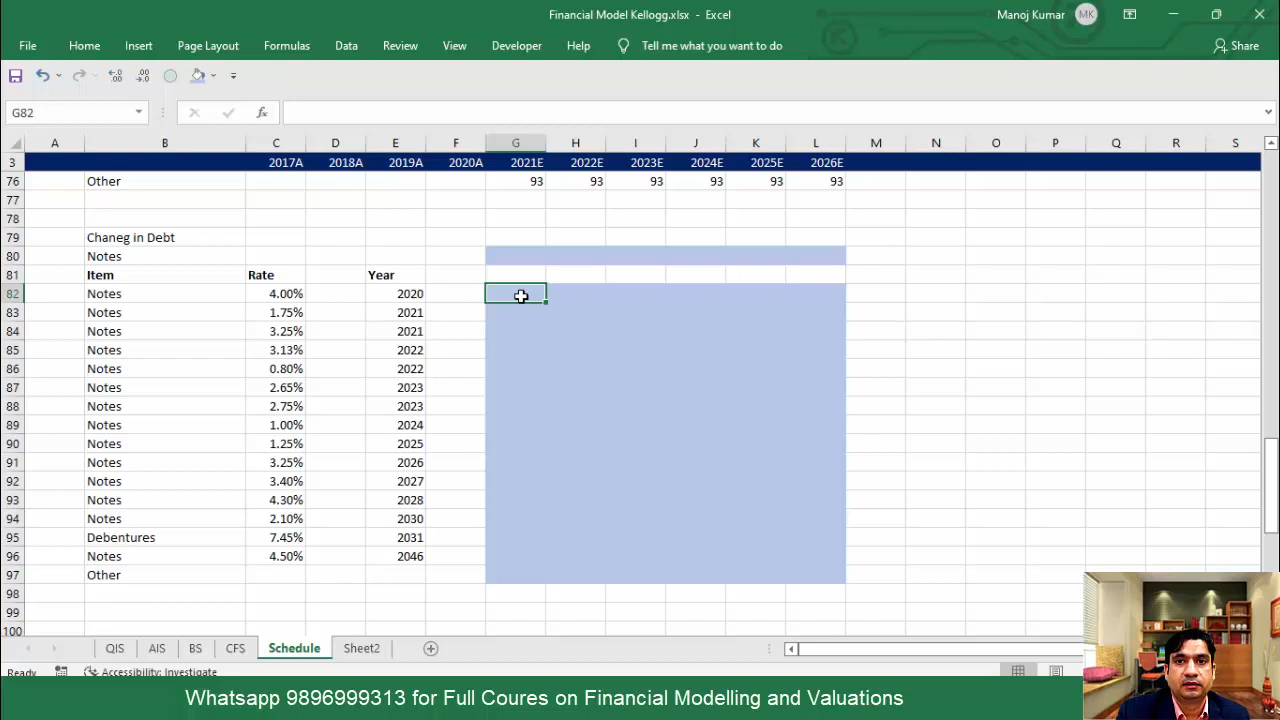 Financial Model Kellogg.xlsx - Excel
Manoj Kumar MK
File Home Insert Page Layout Formulas Data Review View Developer Help Tell me what you want to do Share
G82 fx
A B C D E F G H I J K L M N O P Q R S
3 2017A 2018A 2019A 2020A 2021E 2022E 2023E 2024E 2025E 2026E
76 Other 93 93 93 93 93 93
77
78
79 Chaneg in Debt
80 Notes
81 Item Rate Year
82 Notes 4.00% 2020
83 Notes 1.75% 2021
84 Notes 3.25% 2021
85 Notes 3.13% 2022
86 Notes 0.80% 2022
87 Notes 2.65% 2023
88 Notes 2.75% 2023
89 Notes 1.00% 2024
90 Notes 1.25% 2025
91 Notes 3.25% 2026
92 Notes 3.40% 2027
93 Notes 4.30% 2028
94 Notes 2.10% 2030
95 Debentures 7.45% 2031
96 Notes 4.50% 2046
97 Other
98
99
100
QIS AIS BS CFS Schedule Sheet2
Ready Accessibility: Investigate
Whatsapp 9896999313 for Full Coures on Financial Modelling and Valuations